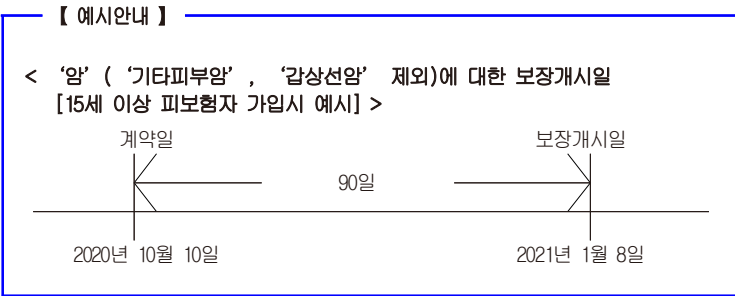 【 예시안내 】
< ‘암’ ( ‘기타피부암’ , ‘갑상선암’ 제외)에 대한 보장개시일
[15세 이상 피보험자 가입시 예시] >
계약일 보장개시일
90일
2020년 10월 10일 2021년 1월 8일